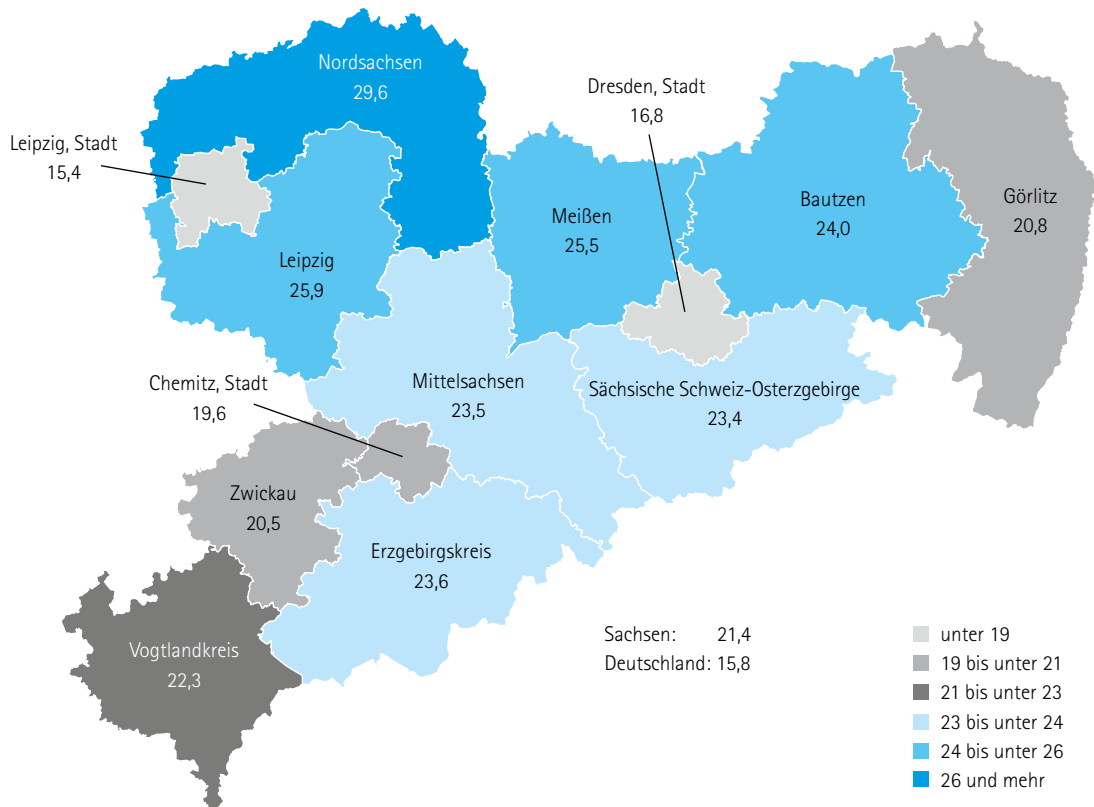 Nordsachsen
29,6
Dresden, Stadt
16,8
Leipzig, Stadt
15,4
Bautzen
24,0
Görlitz
20,8
Meißen
25,5
Leipzig
25,9
Mittelsachsen
23,5
Sächsische Schweiz-Osterzgebirge
23,4
Chemitz, Stadt
19,6
Zwickau
20,5
Erzgebirgskreis
23,6
Vogtlandkreis
22,3
Sachsen: 21,4
Deutschland: 15,8
unter 19
19 bis unter 21
21 bis unter 23
23 bis unter 24
24 bis unter 26
26 und mehr